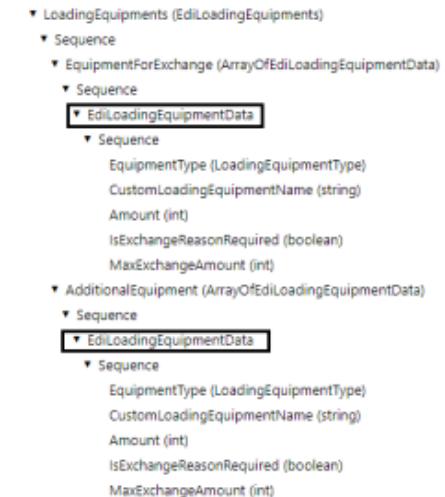 LoadingEquipments (EdiLoadingEquipments)
Sequence
EquipmentForExchange (ArrayOfEdiLoadingEquipmentData)
Sequence
EdiLoadingEquipmentData
Sequence
EquipmentType (LoadingEquipmentType)
CustomLoadingEquipmentName (string)
Amount (int)
IsExchangeReasonRequired (boolean)
MaxExchangeAmount (int)
AdditionalEquipment (ArrayOfEdiLoadingEquipmentData)
Sequence
EdiLoadingEquipmentData
Sequence
EquipmentType (LoadingEquipmentType)
CustomLoadingEquipmentName (string)
Amount (int)
IsExchangeReasonRequired (boolean)
MaxExchangeAmount (int)